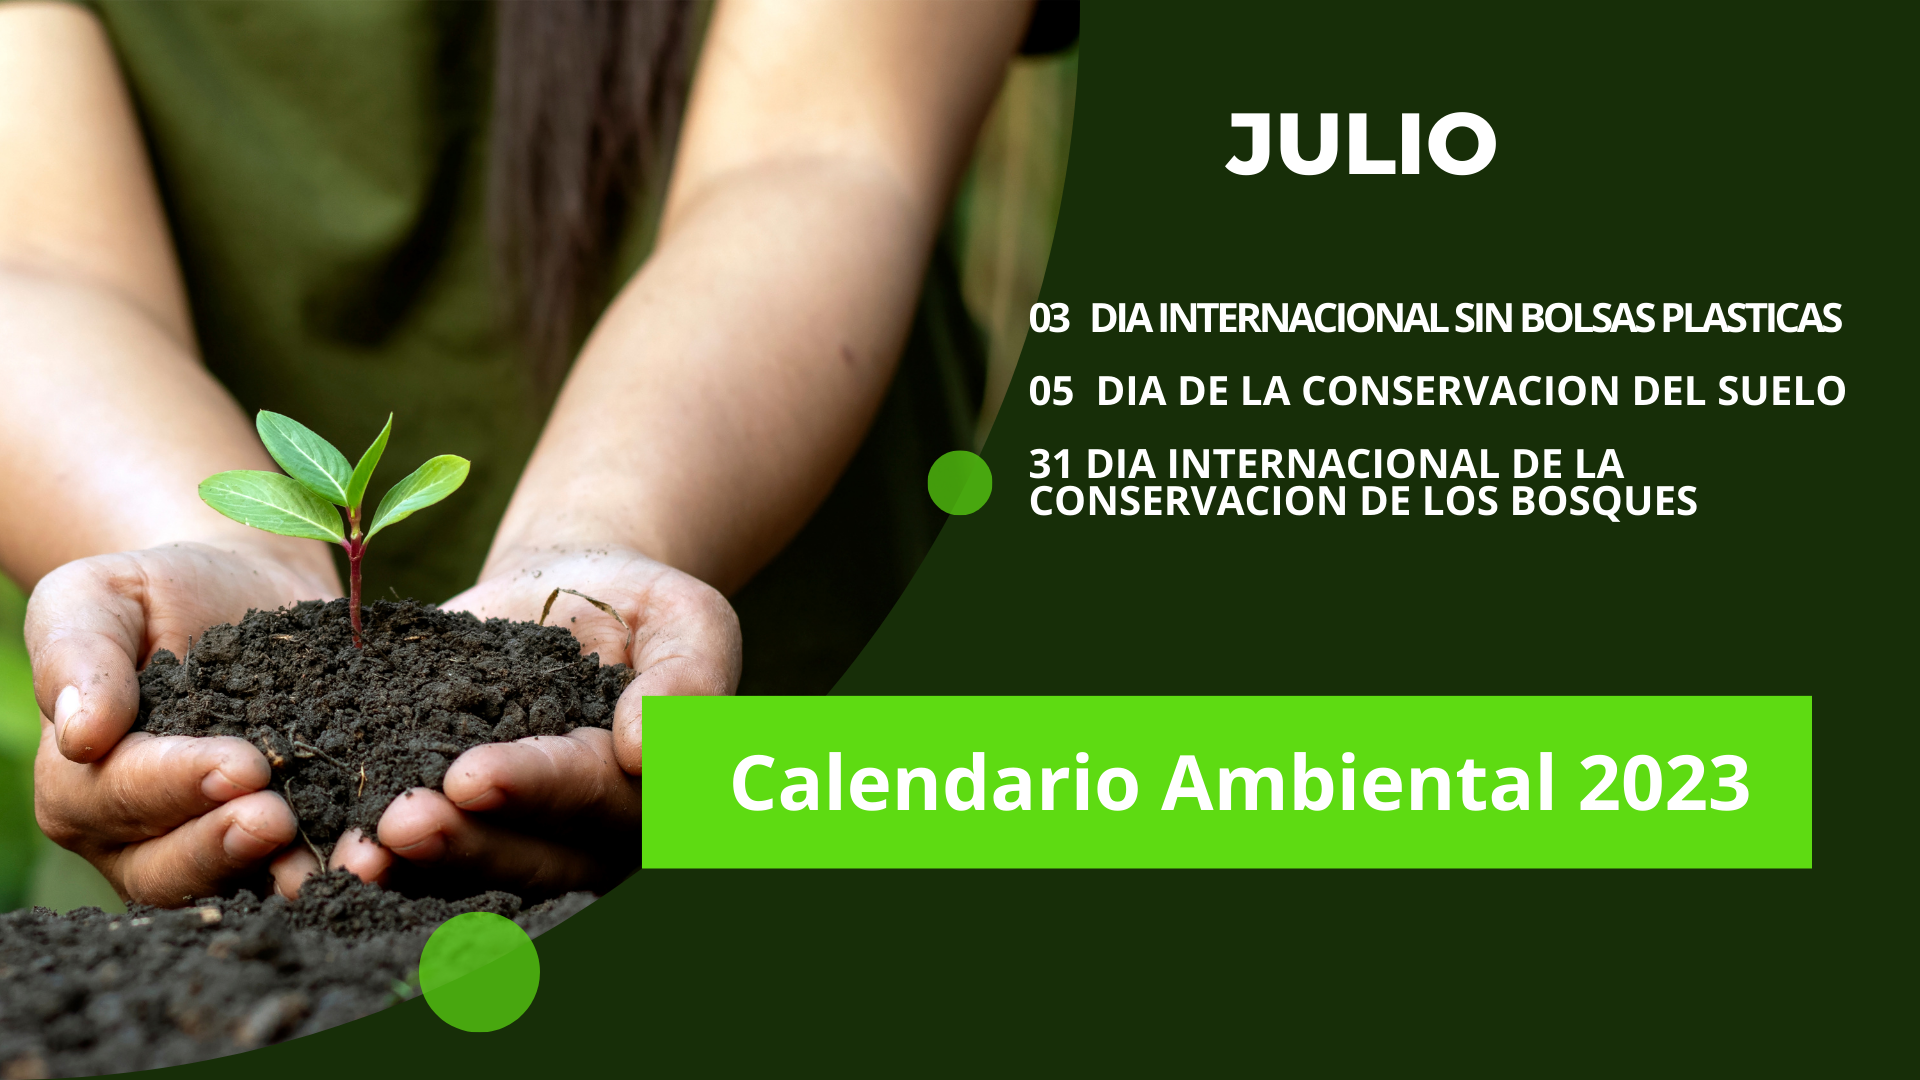 JULIO
03 DIA INTERNACIONAL SIN BOLSAS PLASTICAS
05 DIA DE LA CONSERVACION DEL SUELO
31 DIA INTERNACIONAL DE LA
CONSERVACION DE LOS BOSQUES
Calendario Ambiental 2023